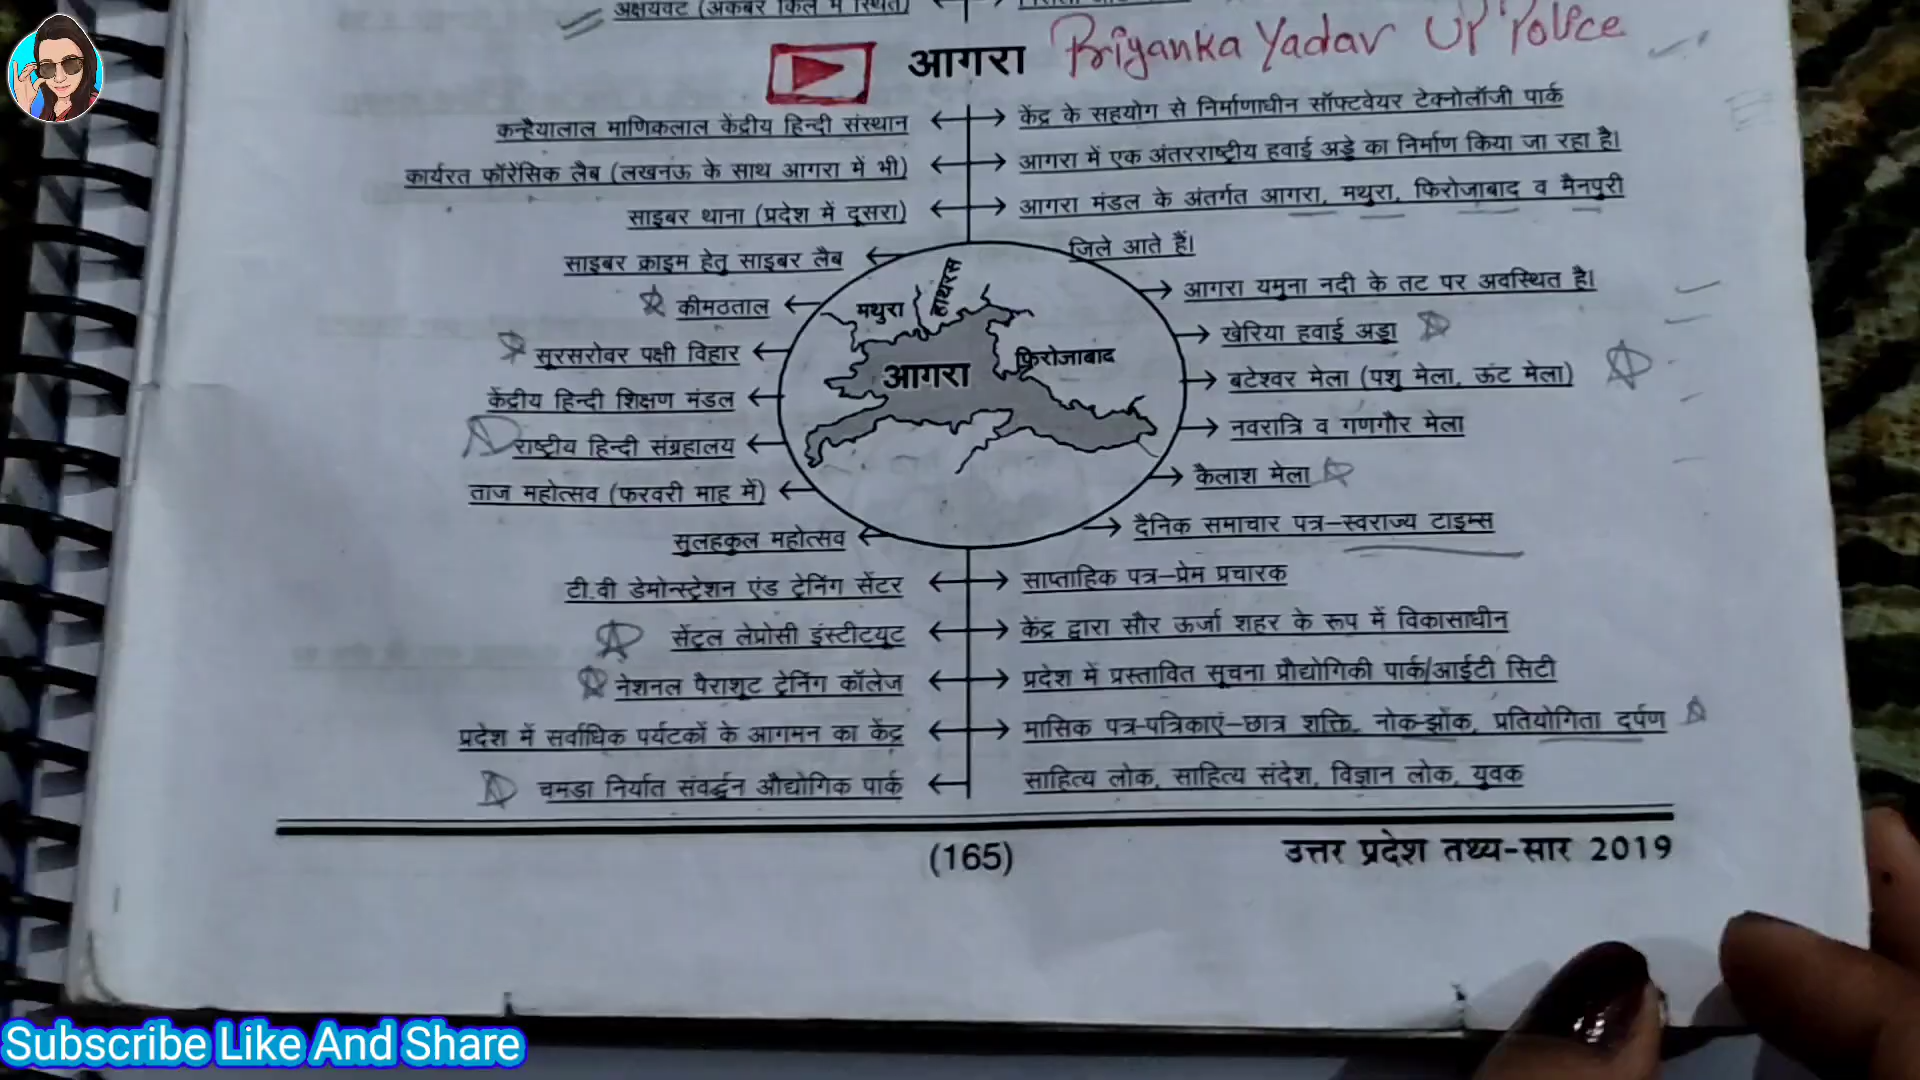 अक्षयवट (अकबर किले में स्थित)
आगरा Priyanka Yadav UP Police
कन्हैयालाल माणिकलाल केंद्रीय हिन्दी संस्थान
कार्यरत फॉरेंसिक लैब (लखनऊ के साथ आगरा में भी)
साइबर थाना (प्रदेश में दूसरा)
साइबर क्राइम हेतु साइबर लैब
कीमठताल
सूरसरोवर पक्षी विहार
केंद्रीय हिन्दी शिक्षण मंडल
राष्ट्रीय हिन्दी संग्रहालय
ताज महोत्सव (फरवरी माह में)
सुलहकुल महोत्सव
टी.वी डेमोन्स्ट्रेशन एंड ट्रेनिंग सेंटर
सेंट्रल लेप्रोसी इंस्टीटयूट
नेशनल पैराशूट ट्रेनिंग कॉलेज
प्रदेश में सर्वाधिक पर्यटकों के आगमन का केंद्र
चमडा निर्यात संवर्द्धन औद्योगिक पार्क
मथुरा
हाथरस
आगरा
फ़िरोजाबाद
केंद्र के सहयोग से निर्माणाधीन सॉफ्टवेयर टेक्नोलॉजी पार्क
आगरा में एक अंतरराष्ट्रीय हवाई अड्डे का निर्माण किया जा रहा है।
आगरा मंडल के अंतर्गत आगरा, मथुरा, फिरोजाबाद व मैनपुरी
जिले आते हैं।
आगरा यमुना नदी के तट पर अवस्थित है।
खेरिया हवाई अड्डा
बटेश्वर मेला (पशु मेला, ऊंट मेला)
नवरात्रि व गणगौर मेला
कैलाश मेला
दैनिक समाचार पत्र–स्वराज्य टाइम्स
साप्ताहिक पत्र–प्रेम प्रचारक
केंद्र द्वारा सौर ऊर्जा शहर के रूप में विकासाधीन
प्रदेश में प्रस्तावित सूचना प्रौद्योगिकी पार्क/आईटी सिटी
मासिक पत्र-पत्रिकाएं–छात्र शक्ति, नोक-झोंक, प्रतियोगिता दर्पण
साहित्य लोक, साहित्य संदेश, विज्ञान लोक, युवक
(165)
उत्तर प्रदेश तथ्य-सार 2019
Subscribe Like And Share